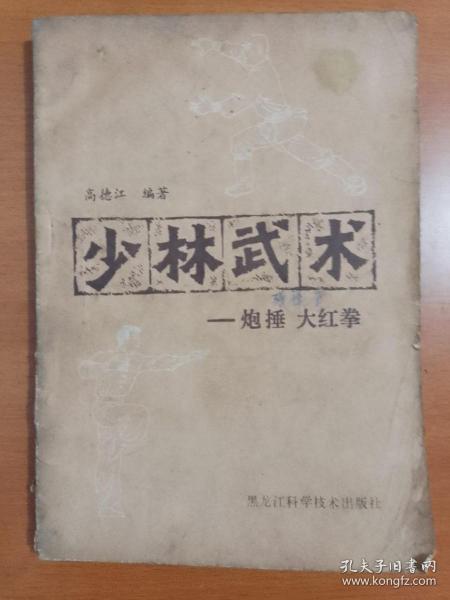 高德江 编著
少林武术
—炮捶 大红拳
黑龙江科学技术出版社
孔夫子旧书网
www.kongfz.com